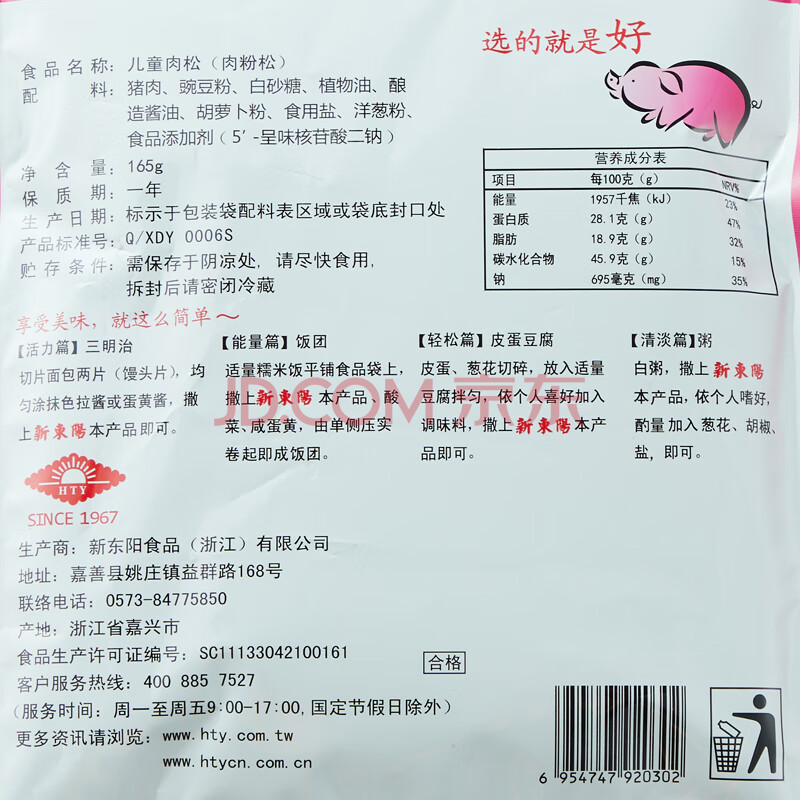 选的就是好
食品名称：儿童肉松（肉粉松）
配料：猪肉、豌豆粉、白砂糖、植物油、酿
造酱油、胡萝卜粉、食用盐、洋葱粉、
食品添加剂（5′-呈味核苷酸二钠）
净含量：165g
保质期：一年
生产日期：标示于包装袋配料表区域或袋底封口处
产品标准号：Q/XDY 0006S
贮存条件：需保存于阴凉处，请尽快食用，
拆封后请密闭冷藏
营养成分表
项目 每100克（g） NRV%
能量 1957千焦（kJ） 23%
蛋白质 28.1克（g） 47%
脂肪 18.9克（g） 32%
碳水化合物 45.9克（g） 15%
钠 695毫克（mg） 35%
享受美味，就这么简单～
【活力篇】三明治
切片面包两片（馒头片），均
匀涂抹色拉酱或蛋黄酱，撒
上新東陽本产品即可。
【能量篇】饭团
适量糯米饭平铺食品袋上，
撒上新東陽本产品、酸
菜、咸蛋黄，由单侧压实
卷起即成饭团。
【轻松篇】皮蛋豆腐
皮蛋、葱花切碎，放入适量
豆腐拌匀，依个人喜好加入
调味料，撒上新東陽本产
品即可。
【清淡篇】粥
白粥，撒上新東陽
本产品，依个人嗜好，
酌量加入葱花、胡椒、
盐，即可。
JD.COM 京东
HTY
SINCE 1967
生产商：新东阳食品（浙江）有限公司
地址：嘉善县姚庄镇益群路168号
联络电话：0573-84775850
产地：浙江省嘉兴市
食品生产许可证编号：SC11133042100161
客户服务热线：400 885 7527
（服务时间：周一至周五9:00-17:00,国定节假日除外）
更多资讯请浏览：www.hty.com.tw
www.htycn.com.cn
合格
6 954747 920302